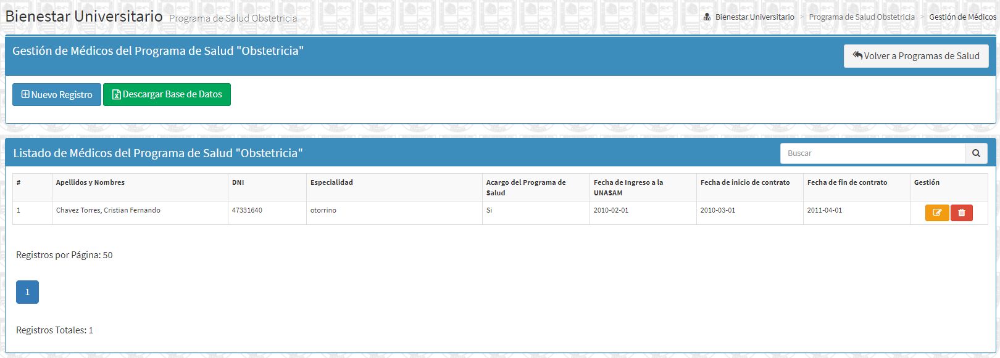 Bienestar Universitario Programa de Salud Obstetricia
Bienestar Universitario > Programa de Salud Obstetricia > Gestión de Médicos
Gestión de Médicos del Programa de Salud "Obstetricia"
Volver a Programas de Salud
Nuevo Registro
Descargar Base de Datos
Listado de Médicos del Programa de Salud "Obstetricia"
Buscar
# Apellidos y Nombres DNI Especialidad Acargo del Programa de Salud Fecha de Ingreso a la UNASAM Fecha de inicio de contrato Fecha de fin de contrato Gestión
1 Chavez Torres, Cristian Fernando 47331640 otorrino Si 2010-02-01 2010-03-01 2011-04-01
Registros por Página: 50
1
Registros Totales: 1